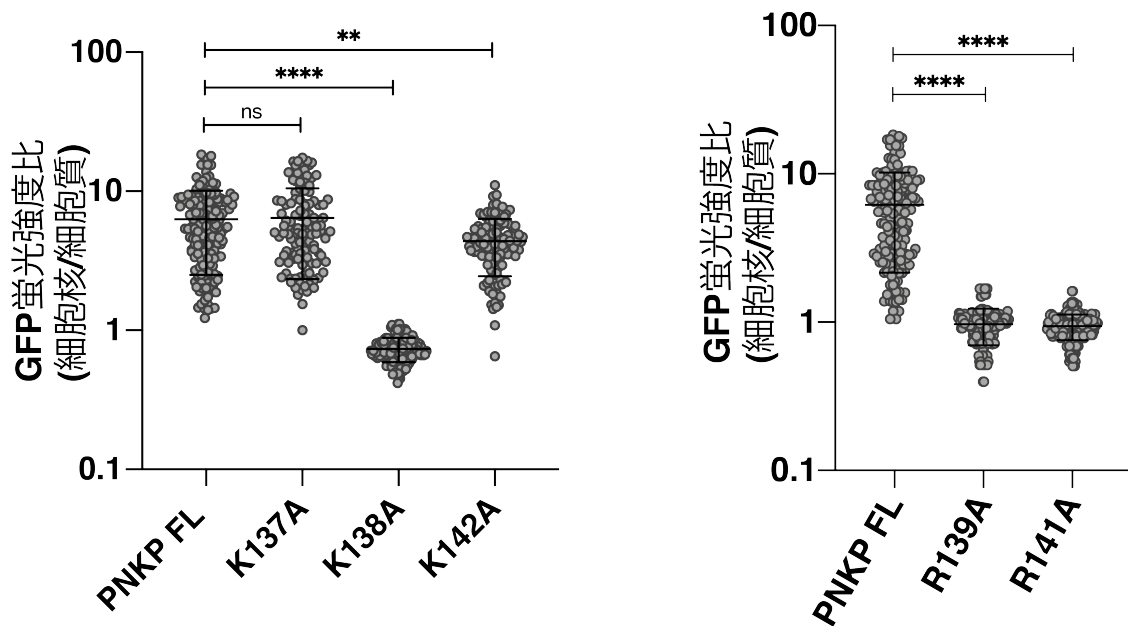 GFP蛍光強度比
(細胞核/細胞質)
100
10
1
0.1
**
****
ns
PNKP FL
K137A
K138A
K142A
GFP蛍光強度比
(細胞核/細胞質)
100
10
1
0.1
****
****
PNKP FL
R139A
R141A